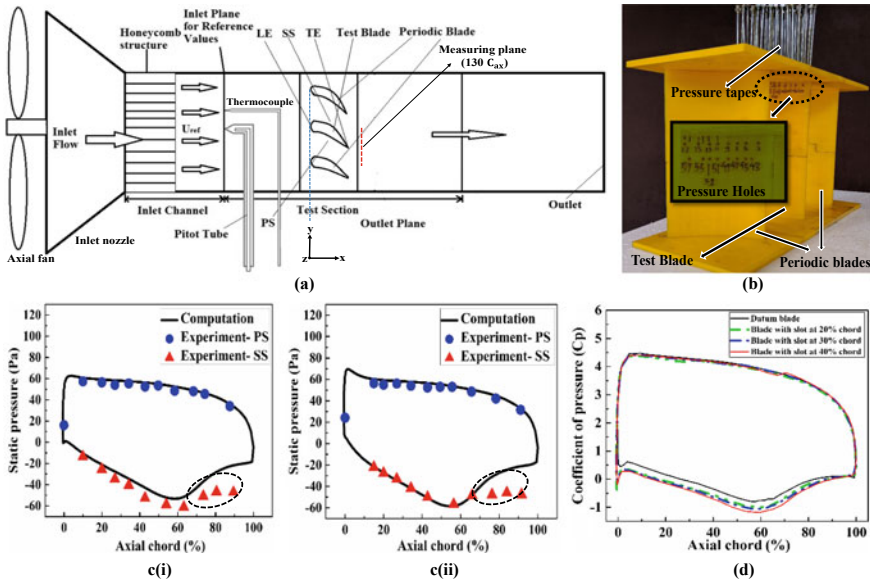 Honeycomb
structure
Inlet Plane
for Reference
Values
LE SS TE
Test Blade
Periodic Blade
Measuring plane
(130 Cax)
Inlet
Flow
Uref
Thermocouple
Inlet Channel
Test Section
Outlet
Inlet nozzle
Pitot Tube
PS
Outlet Plane
Axial fan
y
z
x
(a)
Pressure tapes
Pressure Holes
Test Blade
Periodic blades
(b)
Static pressure (Pa)
120
100
80
60
40
20
0
-20
-40
-60
Computation
Experiment- PS
Experiment- SS
0 20 40 60 80 100
Axial chord (%)
c(i)
Static pressure (Pa)
120
100
80
60
40
20
0
-20
-40
-60
Computation
Experiment- PS
Experiment- SS
0 20 40 60 80 100
Axial chord (%)
c(ii)
Coefficient of pressure (Cp)
6
5
4
3
2
1
0
-1
Datum blade
Blade with slot at 20% chord
Blade with slot at 30% chord
Blade with slot at 40% chord
0 20 40 60 80 100
Axial chord (%)
(d)